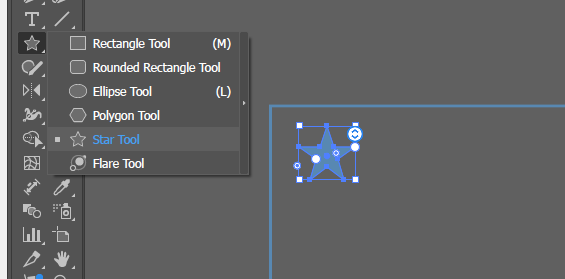 T
Rectangle Tool (M)
Rounded Rectangle Tool
Ellipse Tool (L)
Polygon Tool
Star Tool
Flare Tool